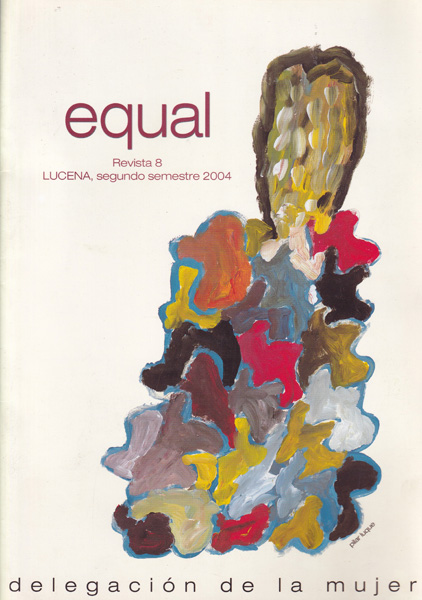 equal
Revista 8
LUCENA, segundo semestre 2004
pilar luque
delegación de la mujer